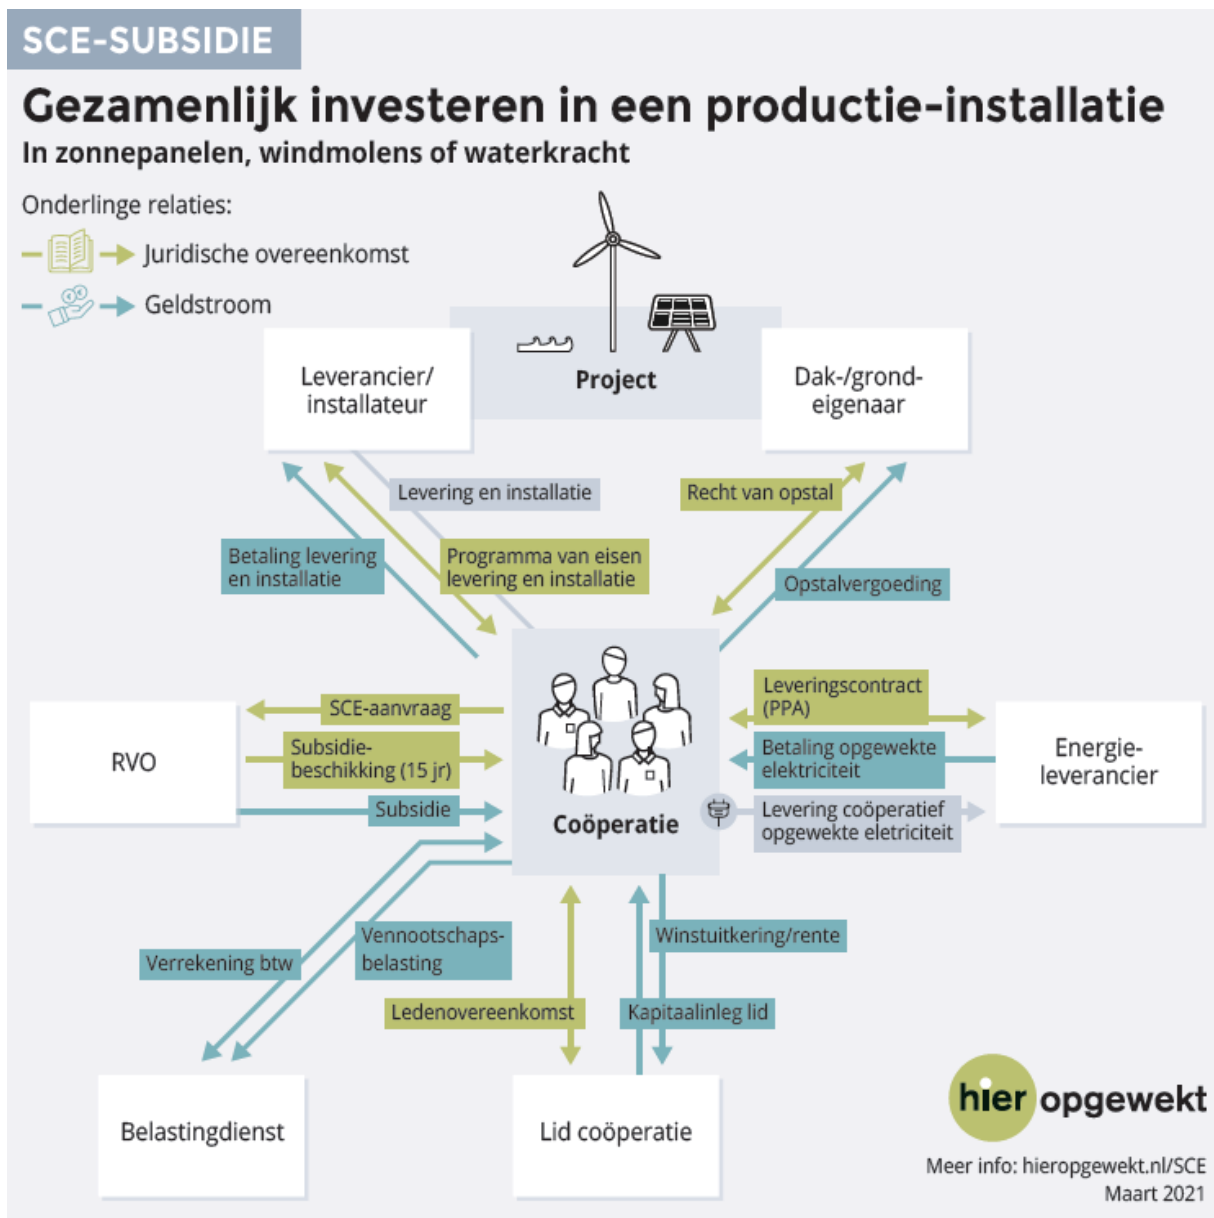 SCE-SUBSIDIE
Gezamenlijk investeren in een productie-installatie
In zonnepanelen, windmolens of waterkracht
Onderlinge relaties:
Juridische overeenkomst
Geldstroom
Leverancier/
installateur
Project
Dak-/grond-
eigenaar
Levering en installatie
Recht van opstal
Betaling levering
en installatie
Programma van eisen
levering en installatie
Opstalvergoeding
SCE-aanvraag
Leveringscontract
(PPA)
RVO
Subsidie-
beschikking (15 jr)
Betaling opgewekte
elektriciteit
Energie-
leverancier
Subsidie
Coöperatie
Levering coöperatief
opgewekte eletriciteit
Verrekening btw
Vennootschaps-
belasting
Winstuitkering/rente
Ledenovereenkomst
Kapitaalinleg lid
Belastingdienst
Lid coöperatie
hier opgewekt
Meer info: hieropgewekt.nl/SCE
Maart 2021